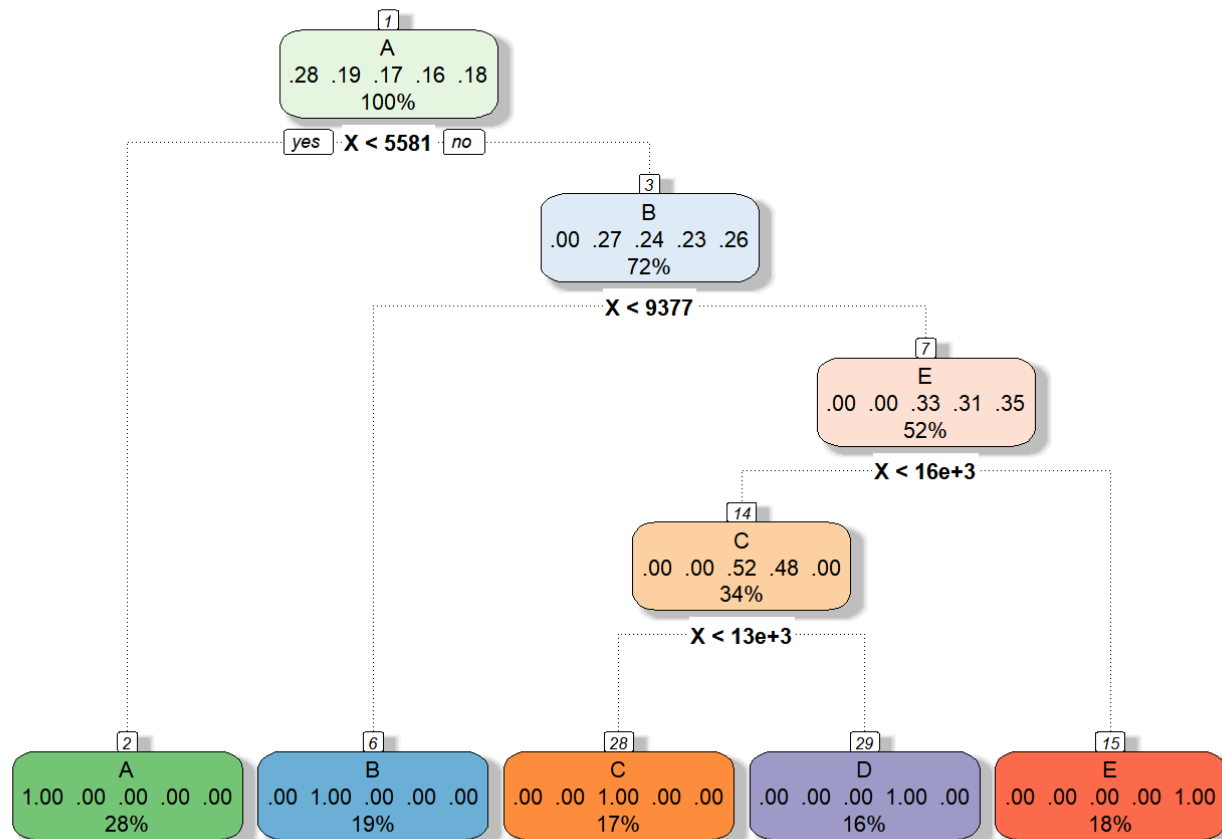 1
A
.28 .19 .17 .16 .18
100%
yes X < 5581 no
3
B
.00 .27 .24 .23 .26
72%
X < 9377
7
E
.00 .00 .33 .31 .35
52%
X < 16e+3
14
C
.00 .00 .52 .48 .00
34%
X < 13e+3
2
A
1.00 .00 .00 .00 .00
28%
6
B
.00 1.00 .00 .00 .00
19%
28
C
.00 .00 1.00 .00 .00
17%
29
D
.00 .00 .00 1.00 .00
16%
15
E
.00 .00 .00 .00 1.00
18%